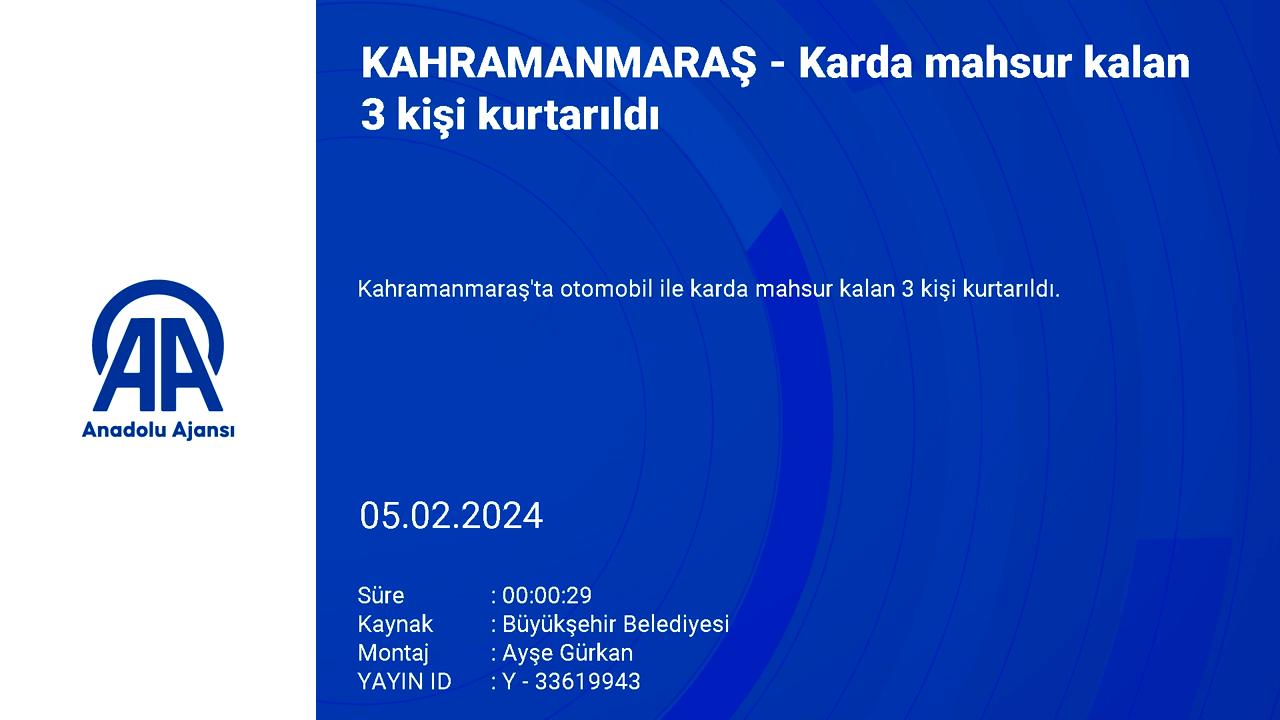 KAHRAMANMARAŞ - Karda mahsur kalan
3 kişi kurtarıldı
Kahramanmaraş'ta otomobil ile karda mahsur kalan 3 kişi kurtarıldı.
AA
Anadolu Ajansı
05.02.2024
Süre : 00:00:29
Kaynak : Büyükşehir Belediyesi
Montaj : Ayşe Gürkan
YAYIN ID : Y - 33619943